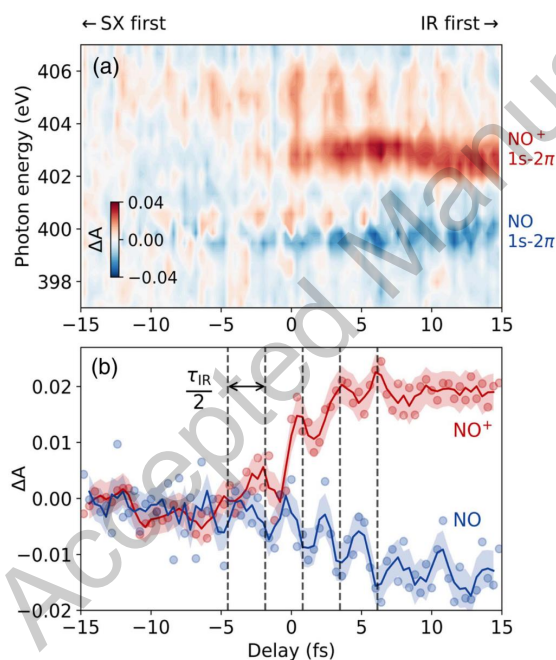 ← SX first IR first →
(a)
Photon energy (eV)
406
404
402
400
398
ΔA
0.04
0.00
−0.04
NO⁺
1s-2π
NO
1s-2π
−15 −10 −5 0 5 10 15
(b)
τIR
2
ΔA
0.02
0.01
0.00
−0.01
−0.02
NO⁺
NO
−15 −10 −5 0 5 10 15
Delay (fs)
Accepted Manus